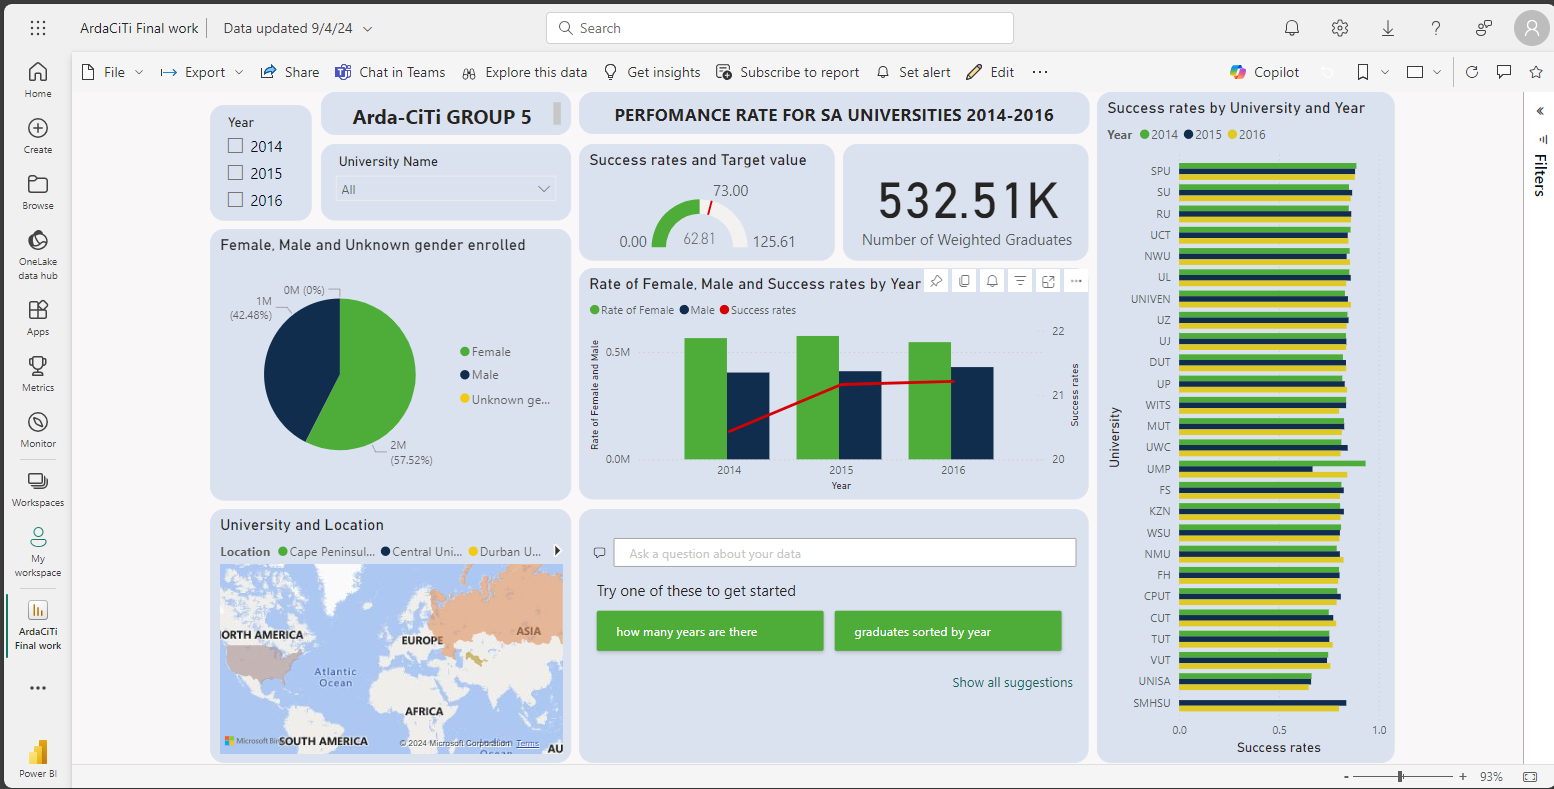 ArdaCiTi Final work
Data updated 9/4/24
Search
Home
Create
Browse
OneLake
data hub
Apps
Metrics
Monitor
Workspaces
My
workspace
ArdaCiTi
Final work
Power BI
File
Export
Share
Chat in Teams
Explore this data
Get insights
Subscribe to report
Set alert
Edit
Copilot
Filters
Year
2014
2015
2016
Arda-CiTi GROUP 5
University Name
All
PERFOMANCE RATE FOR SA UNIVERSITIES 2014-2016
Success rates and Target value
73.00
0.00
62.81
125.61
532.51K
Number of Weighted Graduates
Female, Male and Unknown gender enrolled
0M (0%)
1M
(42.48%)
2M
(57.52%)
Female
Male
Unknown ge...
Rate of Female, Male and Success rates by Year
Rate of Female
Male
Success rates
Rate of Female and Male
0.5M
0.0M
22
21
20
Success rates
2014
2015
2016
Year
University and Location
Location
Cape Peninsul...
Central Uni...
Durban U...
ORTH AMERICA
EUROPE
ASIA
Atlantic
Ocean
AFRICA
SOUTH AMERICA
AU
Microsoft Bin
© 2024 Microsoft Corporation
Terms
Indian
Ocean
Ask a question about your data
Try one of these to get started
how many years are there
graduates sorted by year
Show all suggestions
Success rates by University and Year
Year
2014
2015
2016
University
SPU
SU
RU
UCT
NWU
UL
UNIVEN
UZ
UJ
DUT
UP
WITS
MUT
UWC
UMP
FS
KZN
WSU
NMU
FH
CPUT
CUT
TUT
VUT
UNISA
SMHSU
0.0
0.5
1.0
Success rates
- + 93%